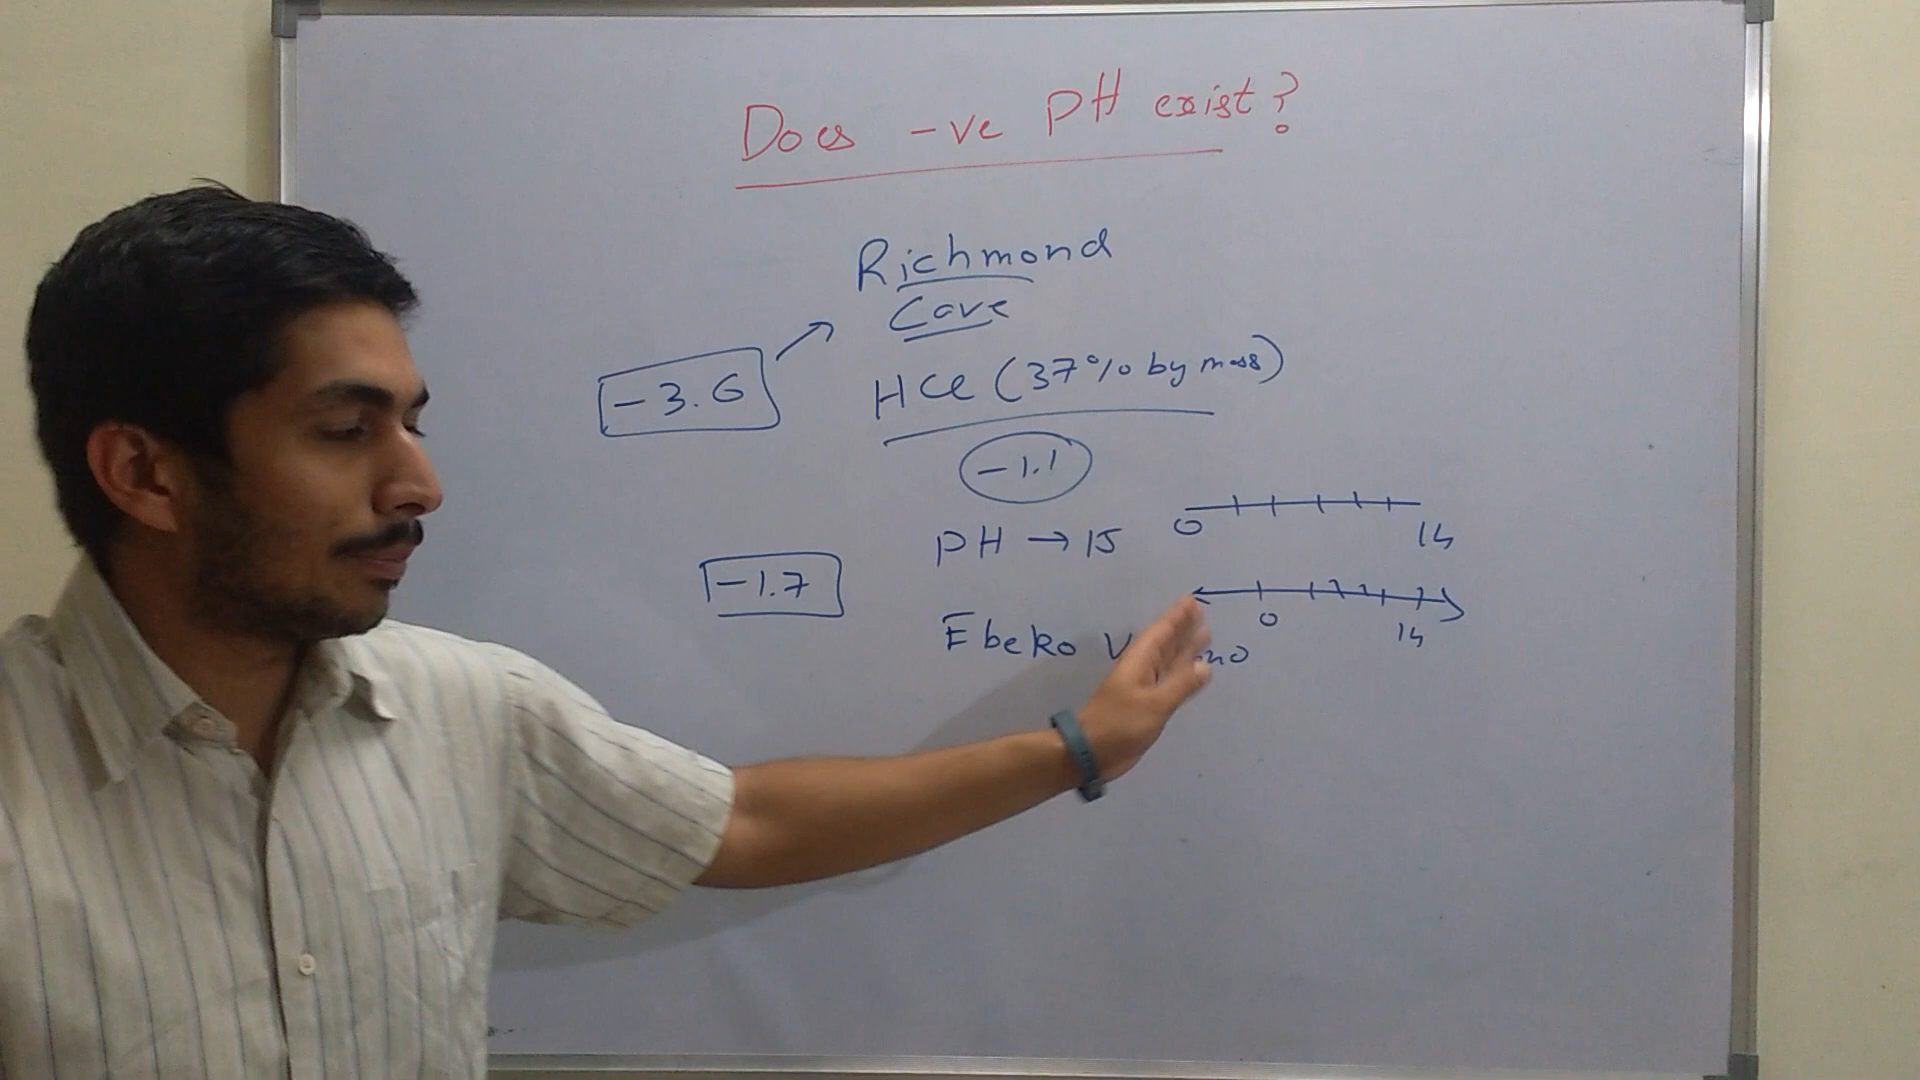 Does -ve PH exist?
Richmond
Cave
-3.6
HCl (37% by mass)
-1.1
PH → 15
0 14
-1.7
0 14
Ebeko